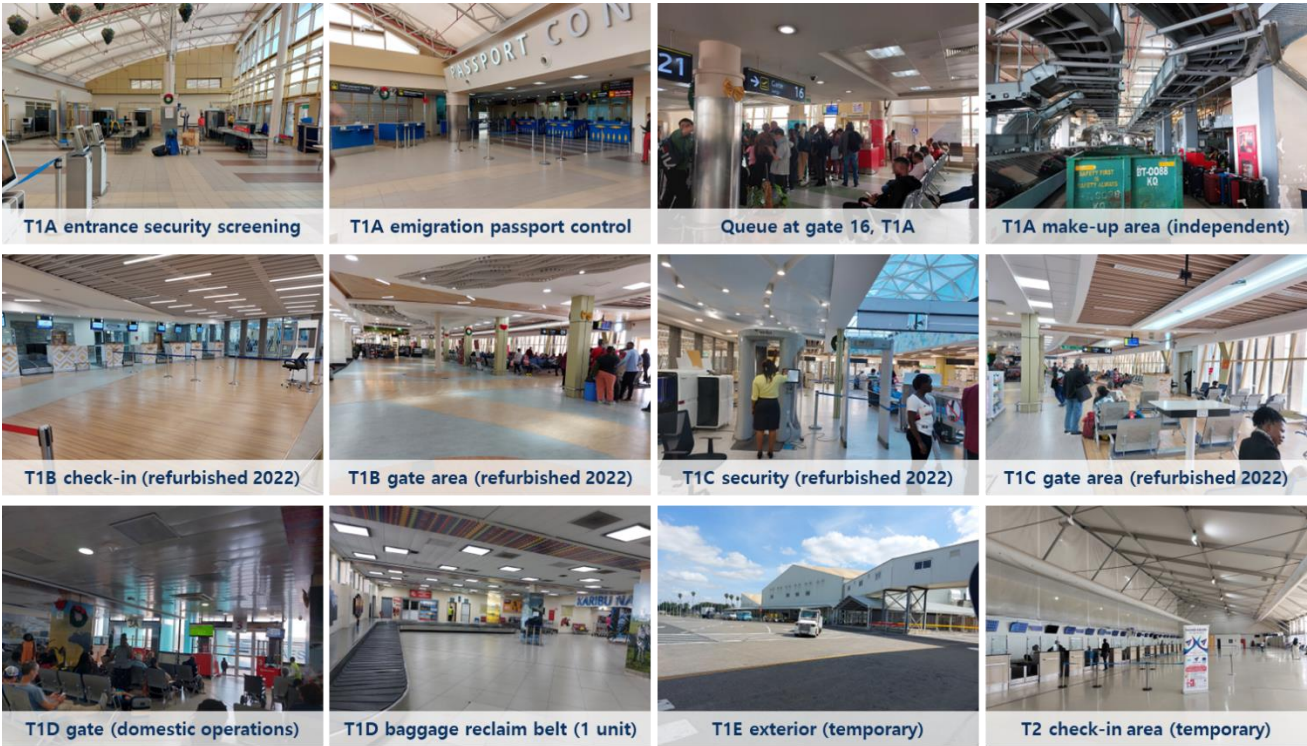 T1A entrance security screening
PASSPORT CON
T1A emigration passport control
21
16
Queue at gate 16, T1A
SAFETY FIRST
SAFETY ALWAYS
BT-0088
KQ
T1A make-up area (independent)
T1B check-in (refurbished 2022)
T1B gate area (refurbished 2022)
T1C security (refurbished 2022)
T1C gate area (refurbished 2022)
T1D gate (domestic operations)
KARIBU NA
T1D baggage reclaim belt (1 unit)
T1E exterior (temporary)
T2 check-in area (temporary)